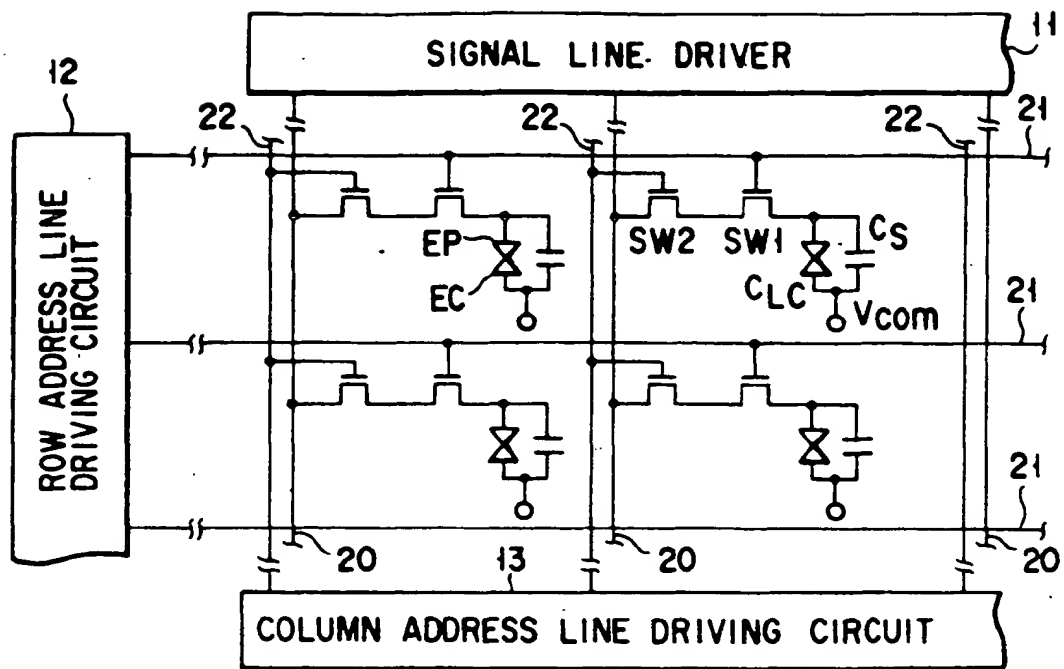 11
SIGNAL LINE DRIVER
12
22 22 22 21
ROW ADDRESS LINE
DRIVING CIRCUIT
EP SW2 SW1 CS
EC CLC
Vcom 21
21
20 13 20 20
COLUMN ADDRESS LINE DRIVING CIRCUIT